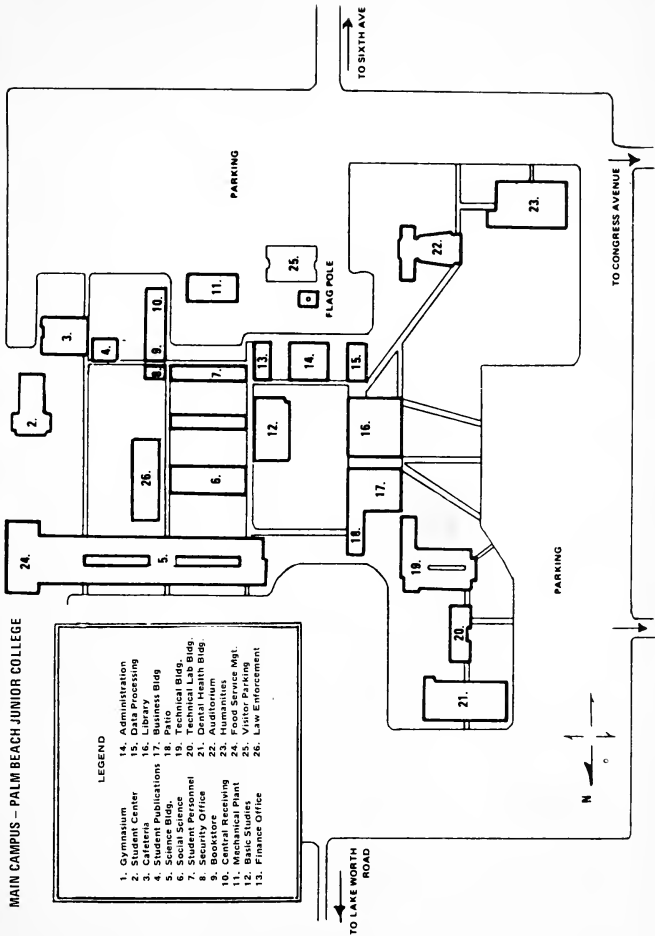 MAIN CAMPUS – PALM BEACH JUNIOR COLLEGE
LEGEND
1. Gymnasium
2. Student Center
3. Cafeteria
4. Student Publications
5. Science Bldg.
6. Social Science
7. Student Personnel
8. Security Office
9. Bookstore
10. Central Receiving
11. Mechanical Plant
12. Basic Studies
13. Finance Office
14. Administration
15. Data Processing
16. Library
17. Business Bldg
18. Patio
19. Technical Bldg.
20. Technical Lab Bldg.
21. Dental Health Bldg.
22. Auditorium
23. Humanities
24. Food Service Mgt.
25. Visitor Parking
26. Law Enforcement
24.
2.
3.
4.
26.
5.
8.
9.
10.
6.
7.
11.
PARKING
12.
13.
14.
15.
25.
FLAG POLE
18.
17.
16.
19.
20.
21.
22.
23.
PARKING
N
TO LAKE WORTH
ROAD
TO SIXTH AVE
TO CONGRESS AVENUE